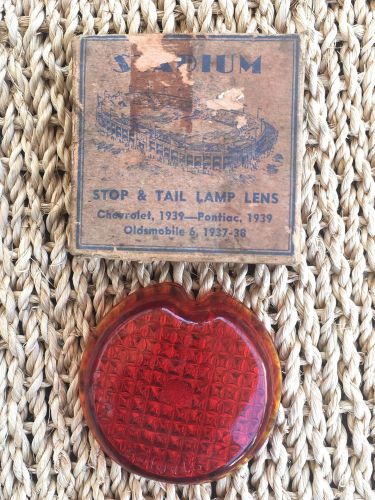 STADIUM
STOP & TAIL LAMP LENS
Chevrolet, 1939—Pontiac, 1939
Oldsmobile 6, 1937-38